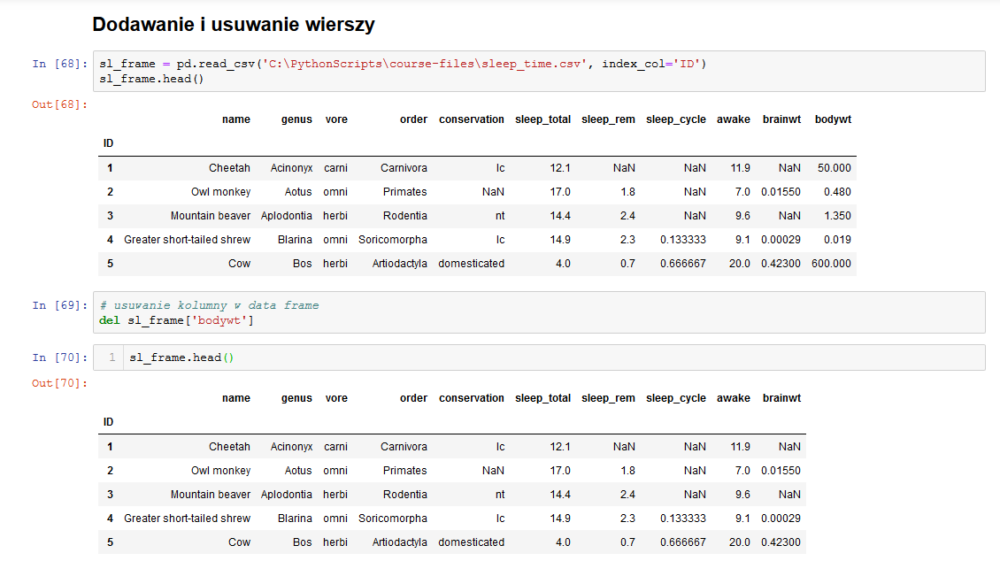 Dodawanie i usuwanie wierszy
In [68]: sl_frame = pd.read_csv('C:\PythonScripts\course-files\sleep_time.csv', index_col='ID')
sl_frame.head()
Out[68]:
name genus vore order conservation sleep_total sleep_rem sleep_cycle awake brainwt bodywt
ID
1 Cheetah Acinonyx carni Carnivora lc 12.1 NaN NaN 11.9 NaN 50.000
2 Owl monkey Aotus omni Primates NaN 17.0 1.8 NaN 7.0 0.01550 0.480
3 Mountain beaver Aplodontia herbi Rodentia nt 14.4 2.4 NaN 9.6 NaN 1.350
4 Greater short-tailed shrew Blarina omni Soricomorpha lc 14.9 2.3 0.133333 9.1 0.00029 0.019
5 Cow Bos herbi Artiodactyla domesticated 4.0 0.7 0.666667 20.0 0.42300 600.000
In [69]: # usuwanie kolumny w data frame
del sl_frame['bodywt']
In [70]: 1 sl_frame.head()
Out[70]:
name genus vore order conservation sleep_total sleep_rem sleep_cycle awake brainwt
ID
1 Cheetah Acinonyx carni Carnivora lc 12.1 NaN NaN 11.9 NaN
2 Owl monkey Aotus omni Primates NaN 17.0 1.8 NaN 7.0 0.01550
3 Mountain beaver Aplodontia herbi Rodentia nt 14.4 2.4 NaN 9.6 NaN
4 Greater short-tailed shrew Blarina omni Soricomorpha lc 14.9 2.3 0.133333 9.1 0.00029
5 Cow Bos herbi Artiodactyla domesticated 4.0 0.7 0.666667 20.0 0.42300